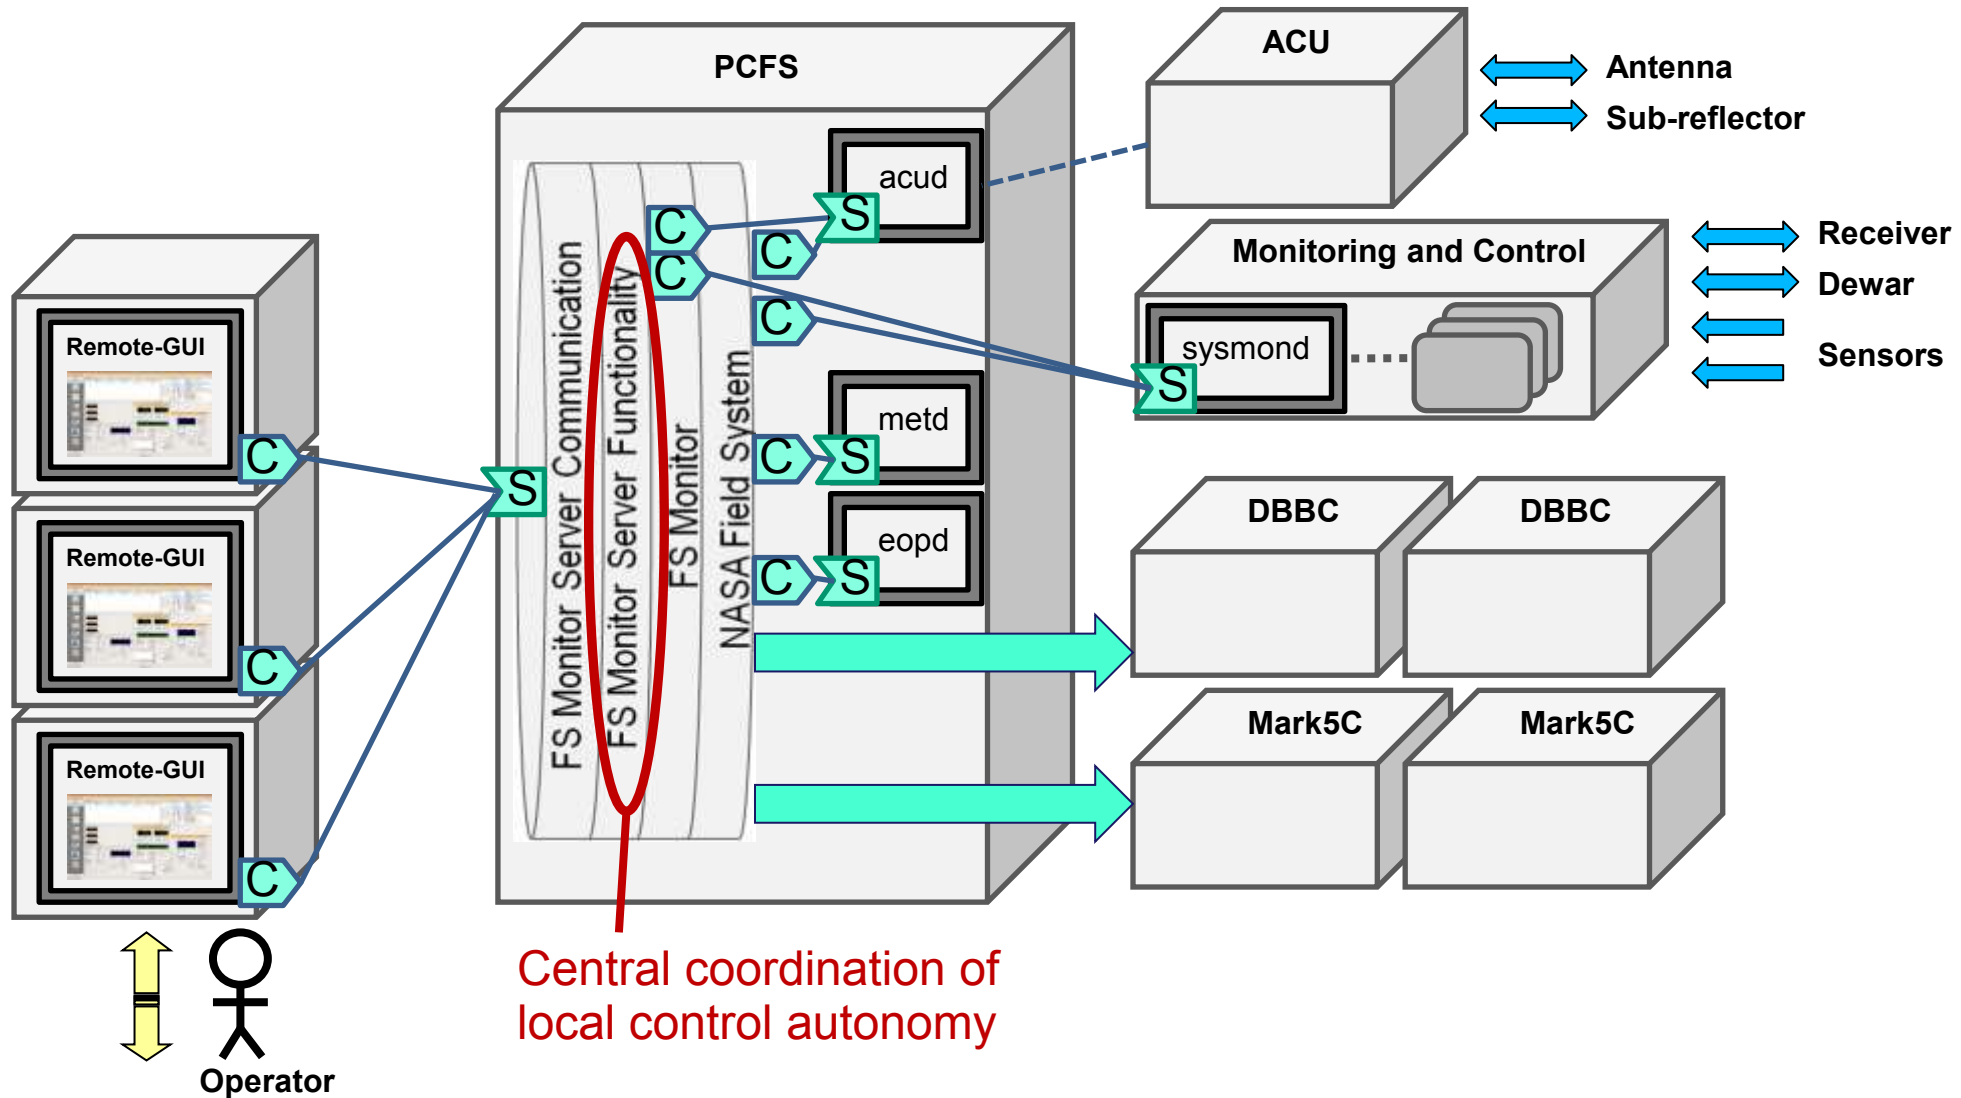 PCFS
ACU
Antenna
Sub-reflector
Monitoring and Control
Receiver
Dewar
Sensors
Remote-GUI
C
Remote-GUI
C
Remote-GUI
C
Operator
S
FS Monitor Server Communication
FS Monitor Server Functionality
FS Monitor
NASA Field System
C
C
C
C
C
C
S
acud
S
metd
S
eopd
S
sysmond
DBBC
DBBC
Mark5C
Mark5C
Central coordination of
local control autonomy